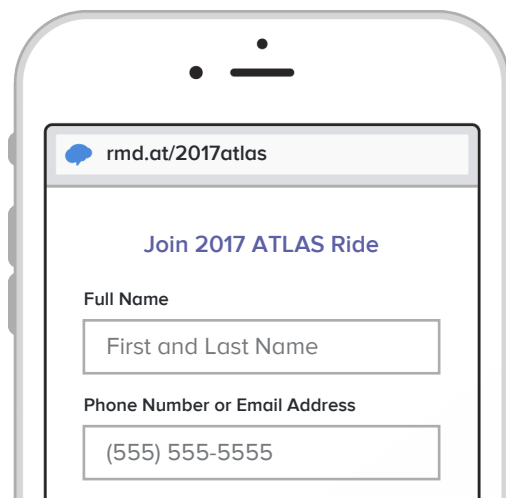 rmd.at/2017atlas
Join 2017 ATLAS Ride
Full Name
First and Last Name
Phone Number or Email Address
(555) 555-5555